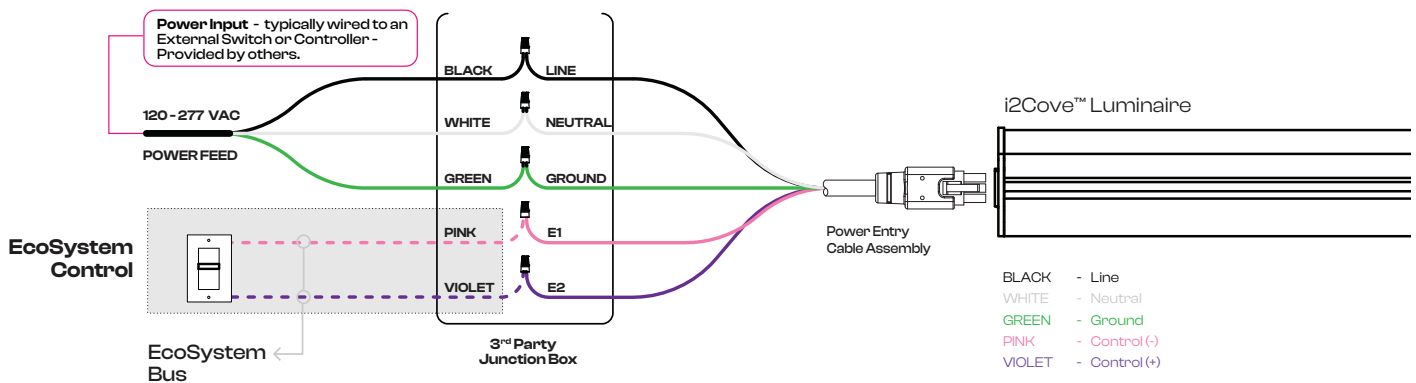 Power Input - typically wired to an
External Switch or Controller -
Provided by others.
120-277 VAC
POWER FEED
BLACK
LINE
WHITE
NEUTRAL
GREEN
GROUND
PINK
E1
VIOLET
E2
EcoSystem
Control
EcoSystem
Bus
3rd Party
Junction Box
Power Entry
Cable Assembly
i2Cove™ Luminaire
BLACK - Line
WHITE - Neutral
GREEN - Ground
PINK - Control (-)
VIOLET - Control (+)